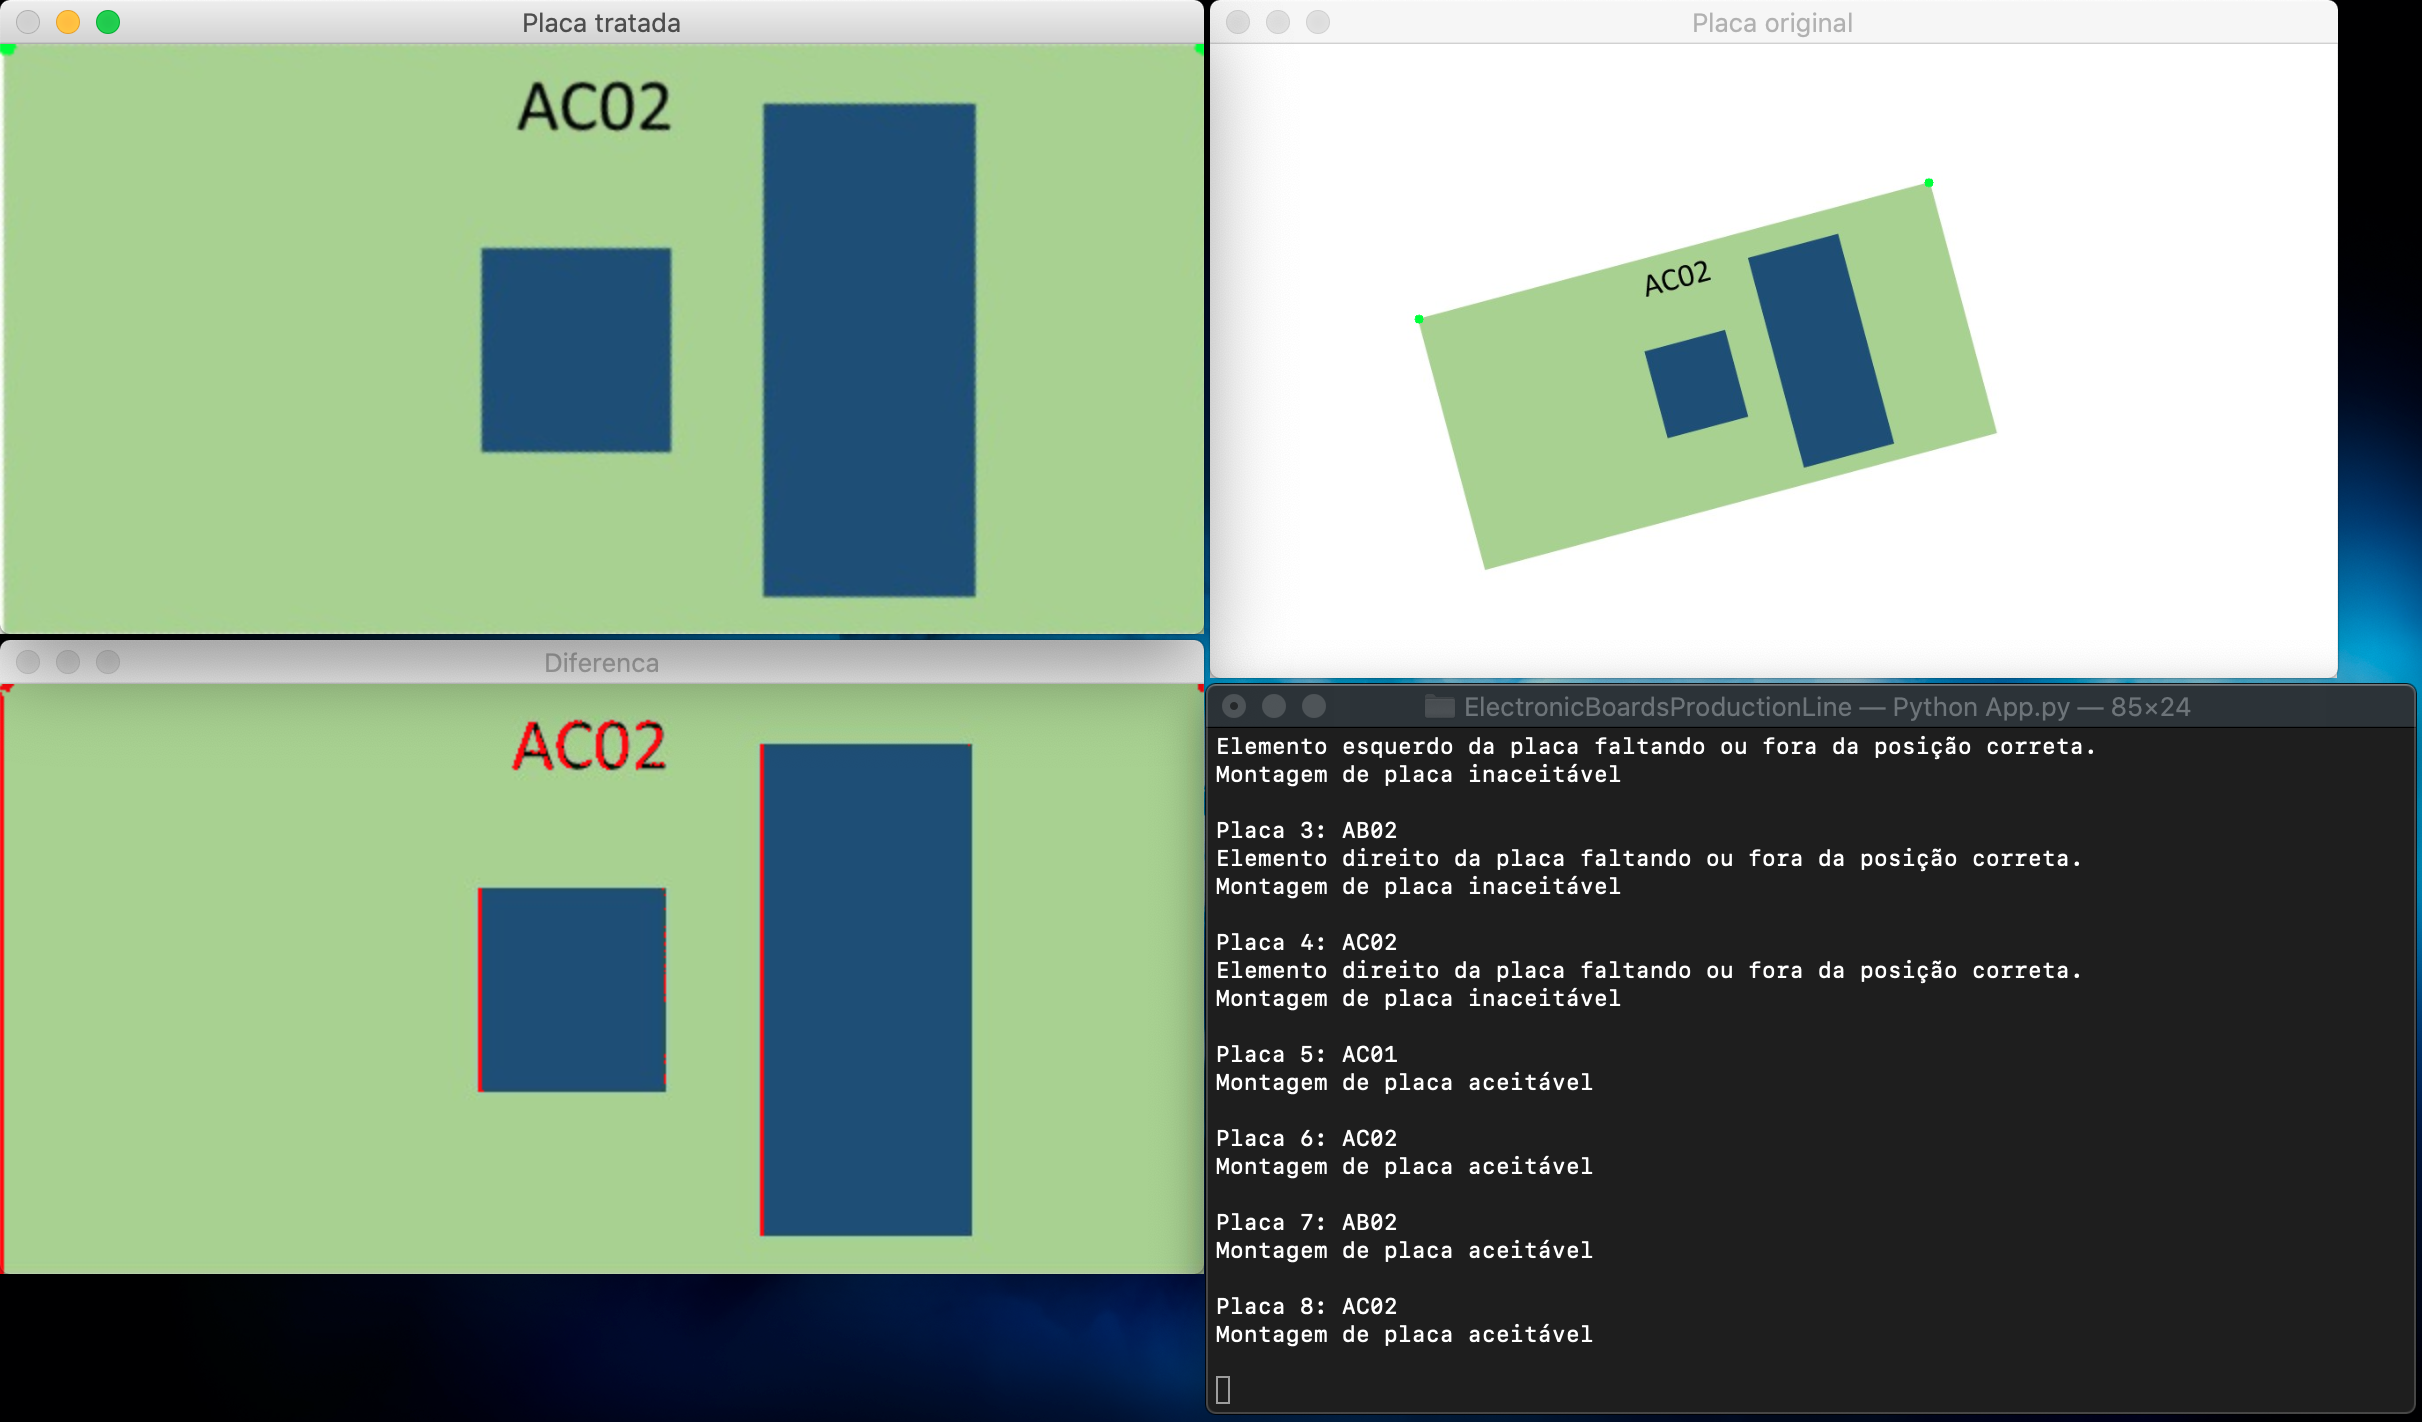 Placa tratada
AC02
Placa original
AC02
Diferenca
AC02
ElectronicBoardsProductionLine — Python App.py — 85×24
Elemento esquerdo da placa faltando ou fora da posição correta.
Montagem de placa inaceitável
Placa 3: AB02
Elemento direito da placa faltando ou fora da posição correta.
Montagem de placa inaceitável
Placa 4: AC02
Elemento direito da placa faltando ou fora da posição correta.
Montagem de placa inaceitável
Placa 5: AC01
Montagem de placa aceitável
Placa 6: AC02
Montagem de placa aceitável
Placa 7: AB02
Montagem de placa aceitável
Placa 8: AC02
Montagem de placa aceitável